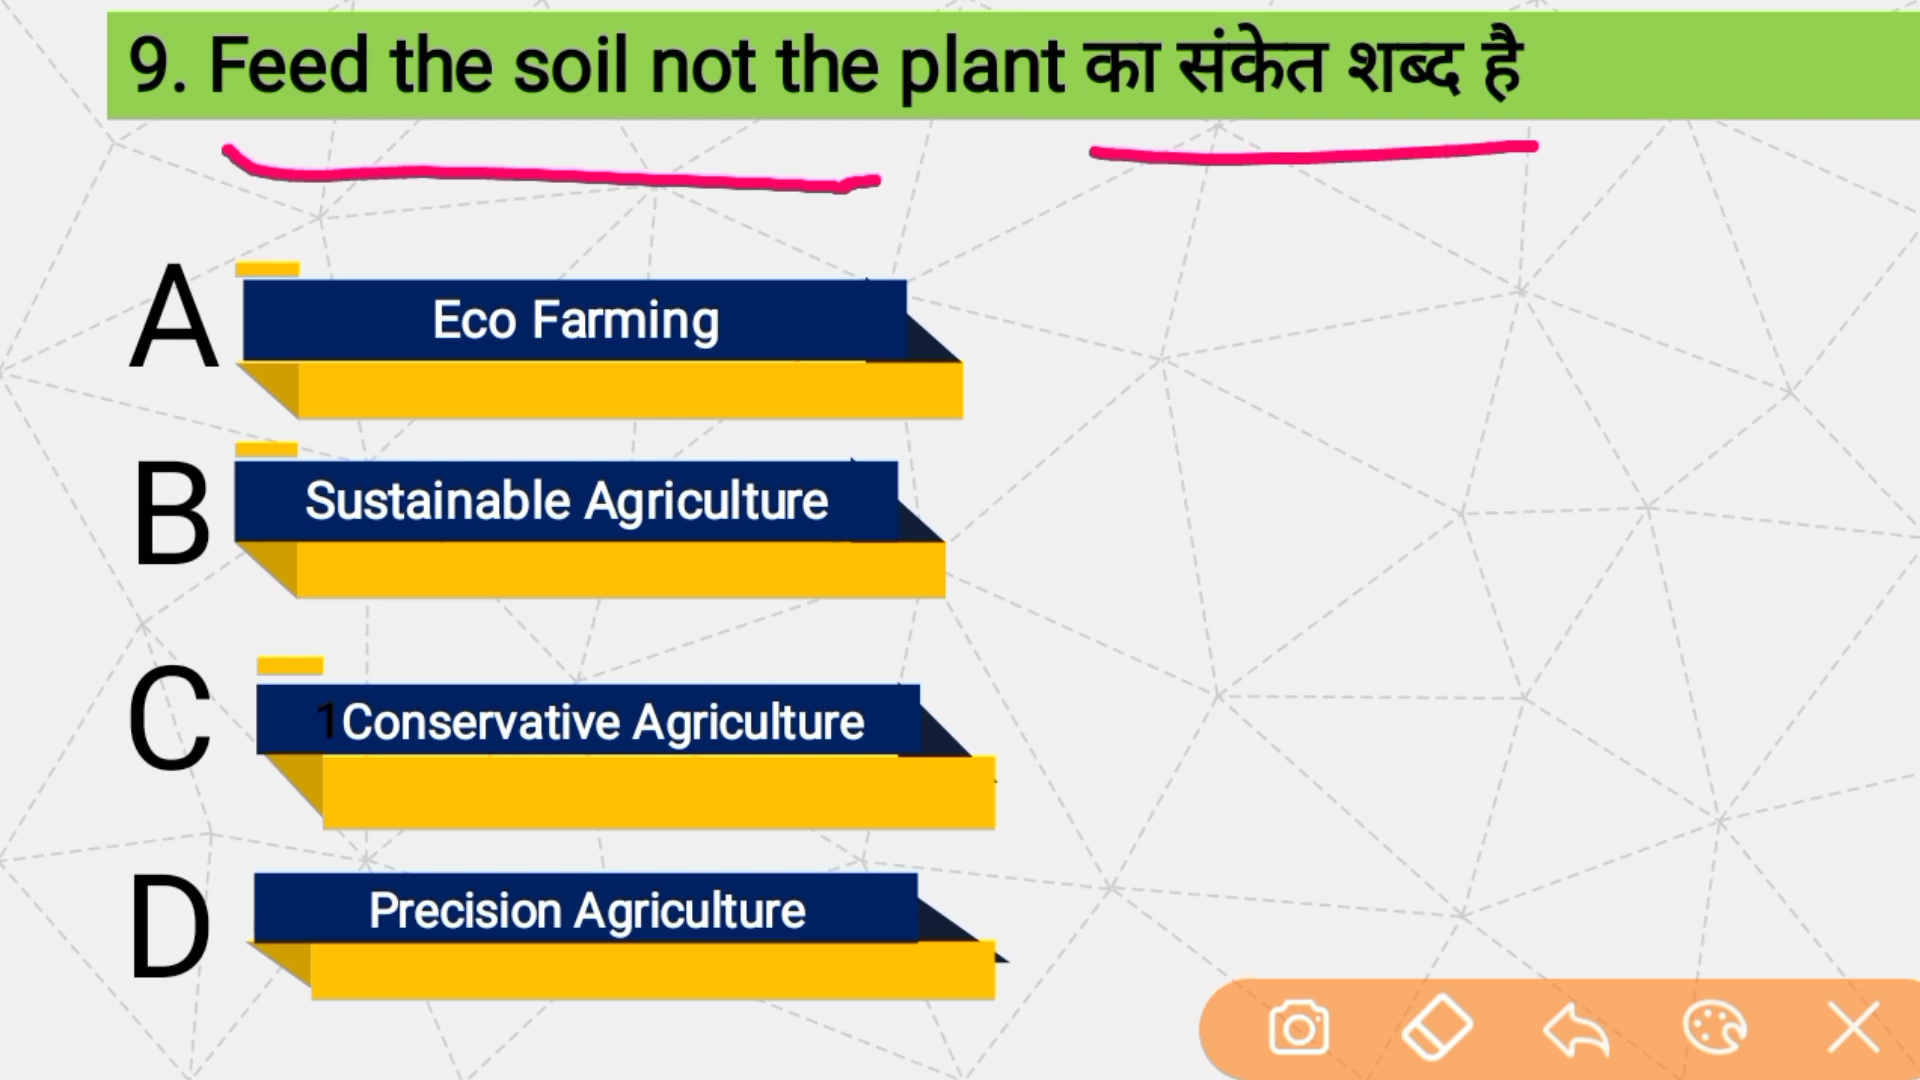 9. Feed the soil not the plant का संकेत शब्द है
A
Eco Farming
B
Sustainable Agriculture
C
1Conservative Agriculture
D
Precision Agriculture